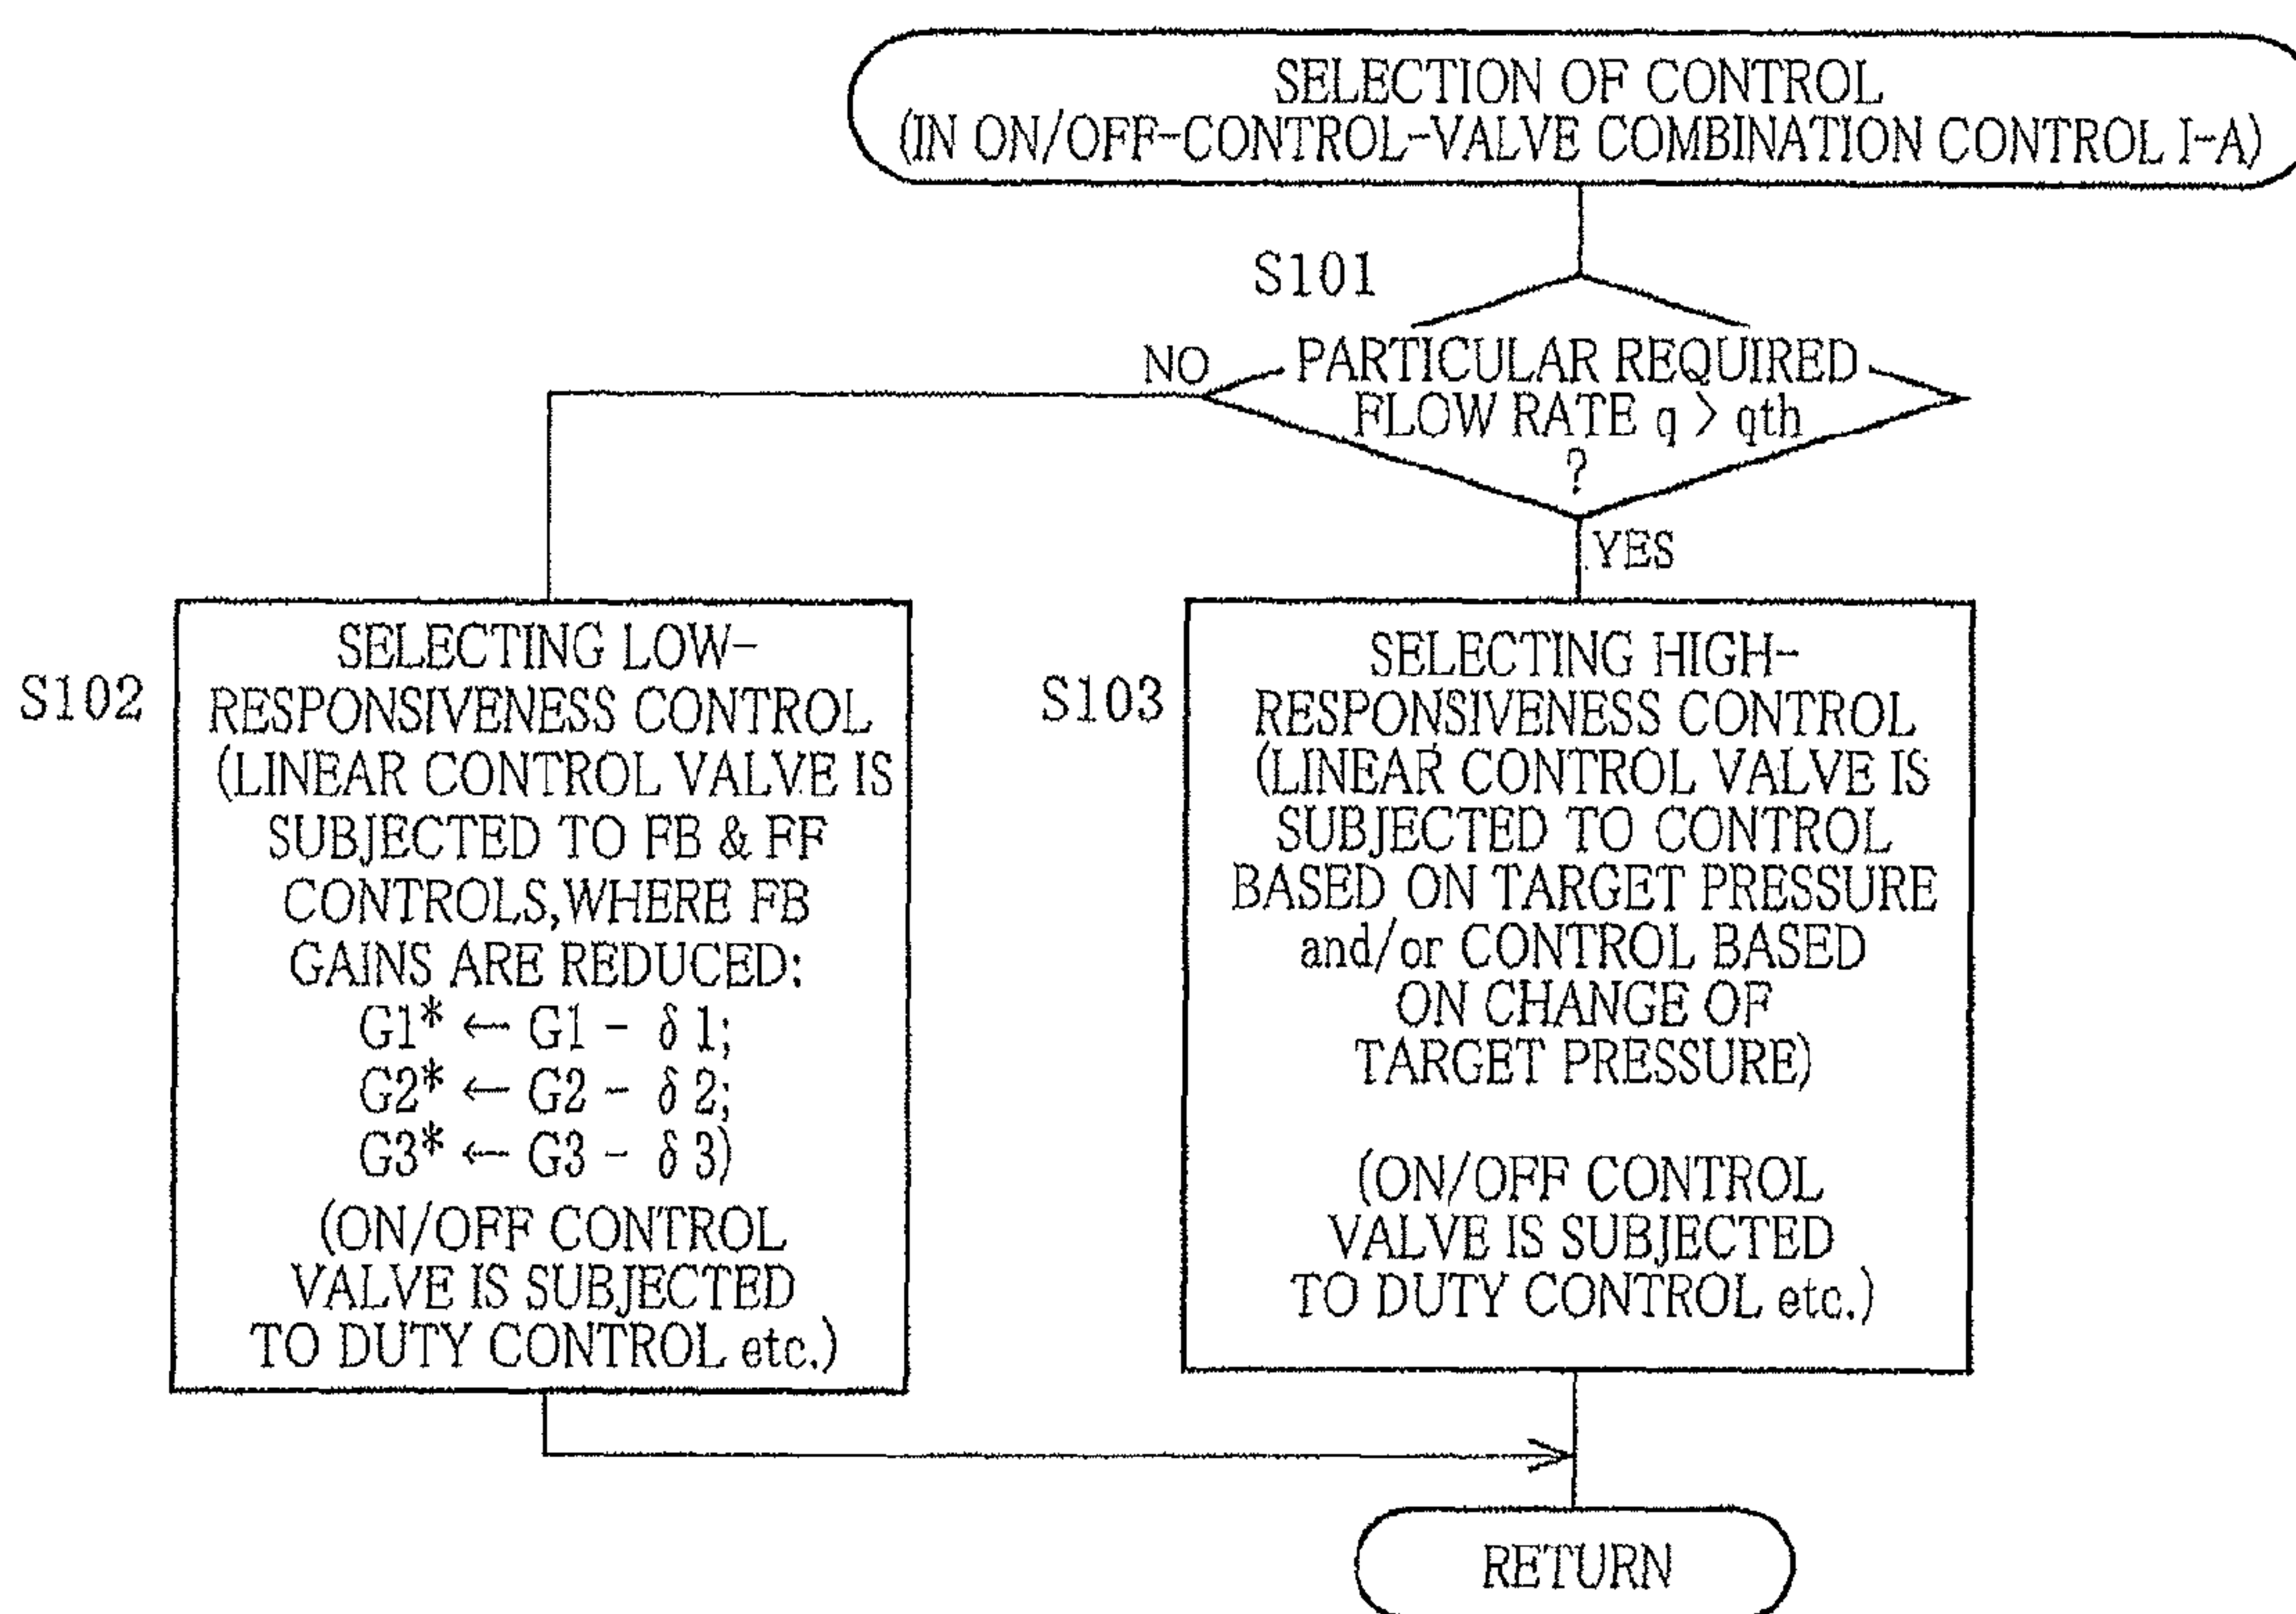 SELECTION OF CONTROL
(IN ON/OFF-CONTROL-VALVE COMBINATION CONTROL I-A)
S101
PARTICULAR REQUIRED
FLOW RATE q > qth
?
NO
YES
S102
SELECTING LOW-
RESPONSIVENESS CONTROL
(LINEAR CONTROL VALVE IS
SUBJECTED TO FB & FF
CONTROLS,WHERE FB
GAINS ARE REDUCED:
G1* ← G1 - δ 1;
G2* ← G2 - δ 2;
G3* ← G3 - δ 3)
(ON/OFF CONTROL
VALVE IS SUBJECTED
TO DUTY CONTROL etc.)
S103
SELECTING HIGH-
RESPONSIVENESS CONTROL
(LINEAR CONTROL VALVE IS
SUBJECTED TO CONTROL
BASED ON TARGET PRESSURE
and/or CONTROL BASED
ON CHANGE OF
TARGET PRESSURE)
(ON/OFF CONTROL
VALVE IS SUBJECTED
TO DUTY CONTROL etc.)
RETURN